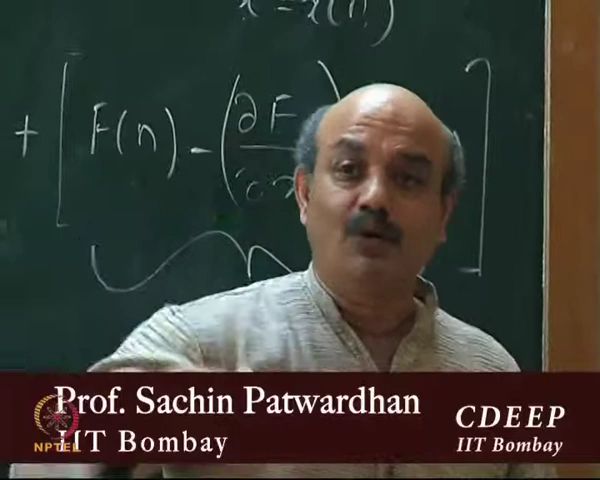 x = x(n)
+ [ F(n) - ( ∂F
∂x
Prof. Sachin Patwardhan
IIT Bombay
NPTEL
CDEEP
IIT Bombay